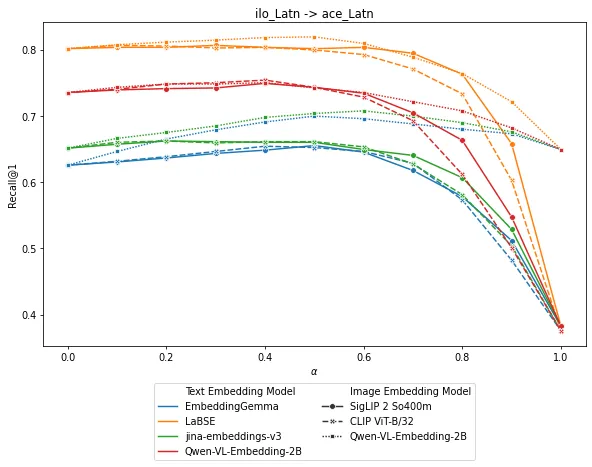 ilo_Latn -> ace_Latn
Recall@1
0.8
0.7
0.6
0.5
0.4
0.0 0.2 0.4 0.6 0.8 1.0
α
Text Embedding Model Image Embedding Model
EmbeddingGemma SigLIP 2 So400m
LaBSE CLIP ViT-B/32
jina-embeddings-v3 Qwen-VL-Embedding-2B
Qwen-VL-Embedding-2B